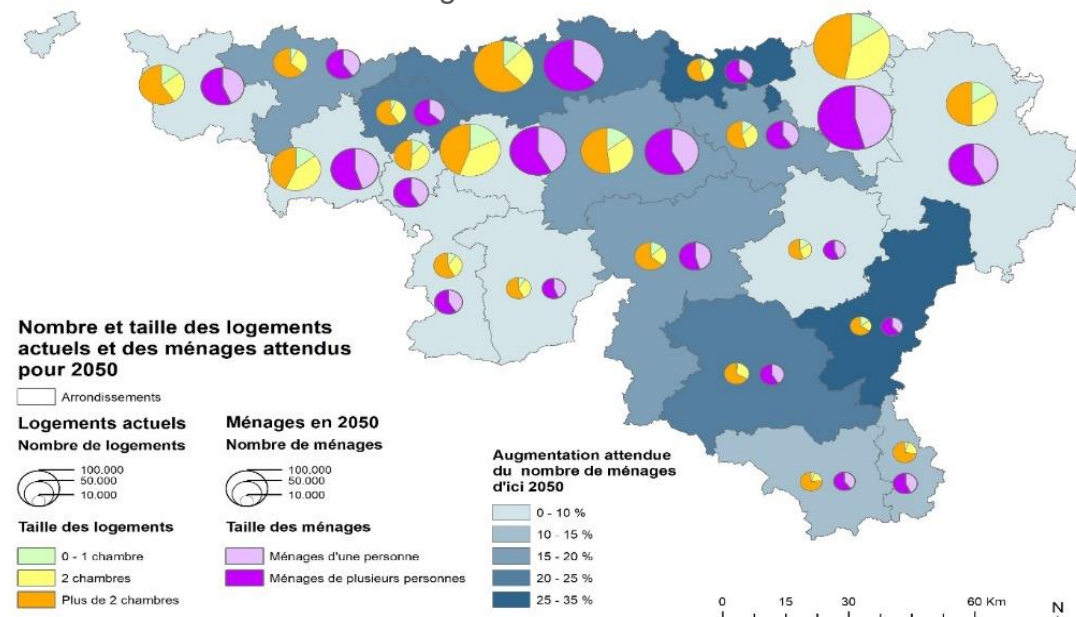 Nombre et taille des logements
actuels et des ménages attendus
pour 2050
Arrondissements
Logements actuels
Nombre de logements
100.000
50.000
10.000
Taille des logements
0 - 1 chambre
2 chambres
Plus de 2 chambres
Ménages en 2050
Nombre de ménages
100.000
50.000
10.000
Taille des ménages
Ménages d'une personne
Ménages de plusieurs personnes
Augmentation attendue
du nombre de ménages
d'ici 2050
0 - 10 %
10 - 15 %
15 - 20 %
20 - 25 %
25 - 35 %
0 15 30 60 Km
N